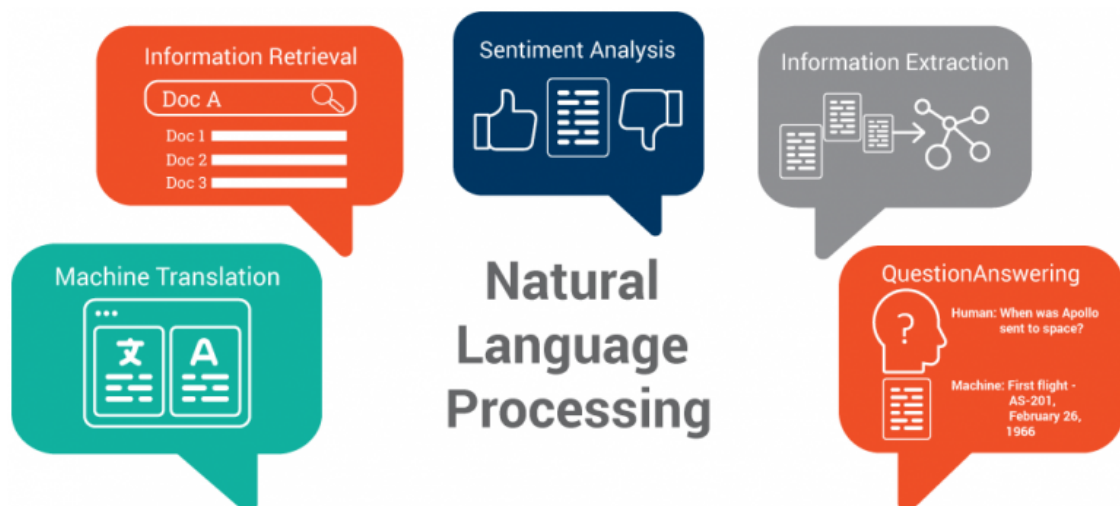 Information Retrieval
Doc A
Doc 1
Doc 2
Doc 3
Sentiment Analysis
Information Extraction
Machine Translation
文
A
Natural
Language
Processing
QuestionAnswering
?
Human: When was Apollo
sent to space?
Machine: First flight -
AS-201,
February 26,
1966